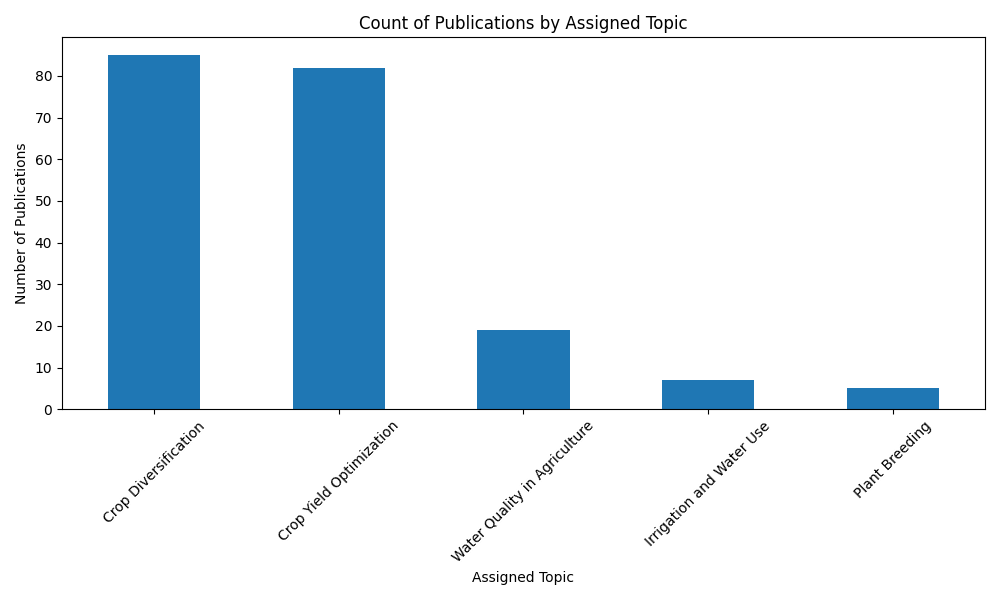 Count of Publications by Assigned Topic
Number of Publications
80
70
60
50
40
30
20
10
0
Crop Diversification
Crop Yield Optimization
Water Quality in Agriculture
Irrigation and Water Use
Plant Breeding
Assigned Topic